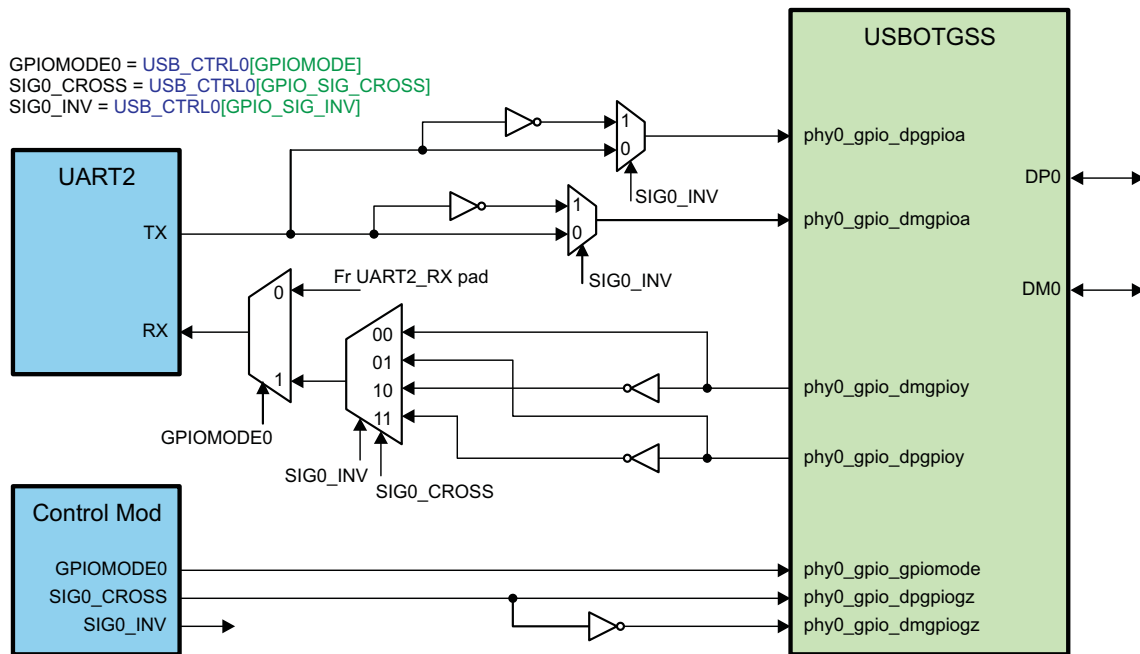 USBOTGSS
GPIOMODE0 = USB_CTRL0[GPIOMODE]
SIG0_CROSS = USB_CTRL0[GPIO_SIG_CROSS]
SIG0_INV = USB_CTRL0[GPIO_SIG_INV]
1
0
phy0_gpio_dpgpioa
UART2
DP0
SIG0_INV
TX
1
0
phy0_gpio_dmgpioa
Fr UART2_RX pad
SIG0_INV
DM0
0
RX
1
00
01
10
11
phy0_gpio_dmgpioy
GPIOMODE0
phy0_gpio_dpgpioy
SIG0_INV
SIG0_CROSS
Control Mod
GPIOMODE0
phy0_gpio_gpiomode
SIG0_CROSS
phy0_gpio_dpgpiogz
SIG0_INV
phy0_gpio_dmgpiogz